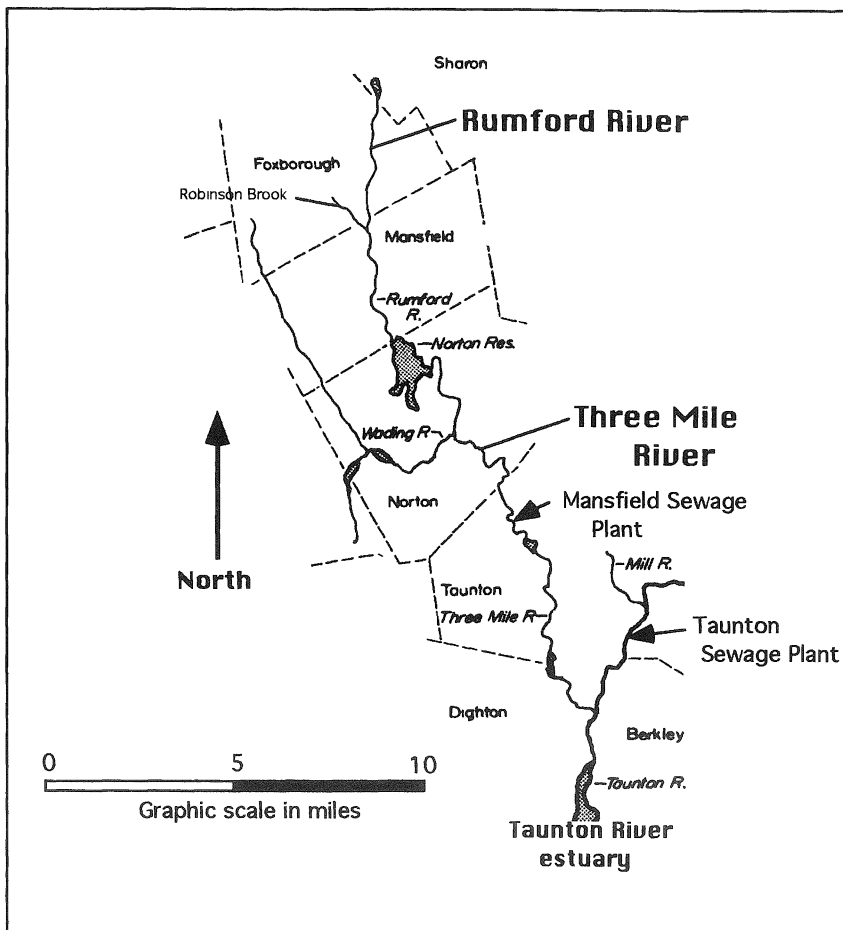 Sharon
Rumford River
Foxborough
Robinson Brook
Mansfield
Rumford
R.
Norton Res.
Three Mile
River
Wading R
Norton
Mansfield Sewage
Plant
North
Mill R.
Taunton
Three Mile R
Taunton
Sewage Plant
Dighton
Berkley
0 5 10
Graphic scale in miles
Taunton R.
Taunton River
estuary